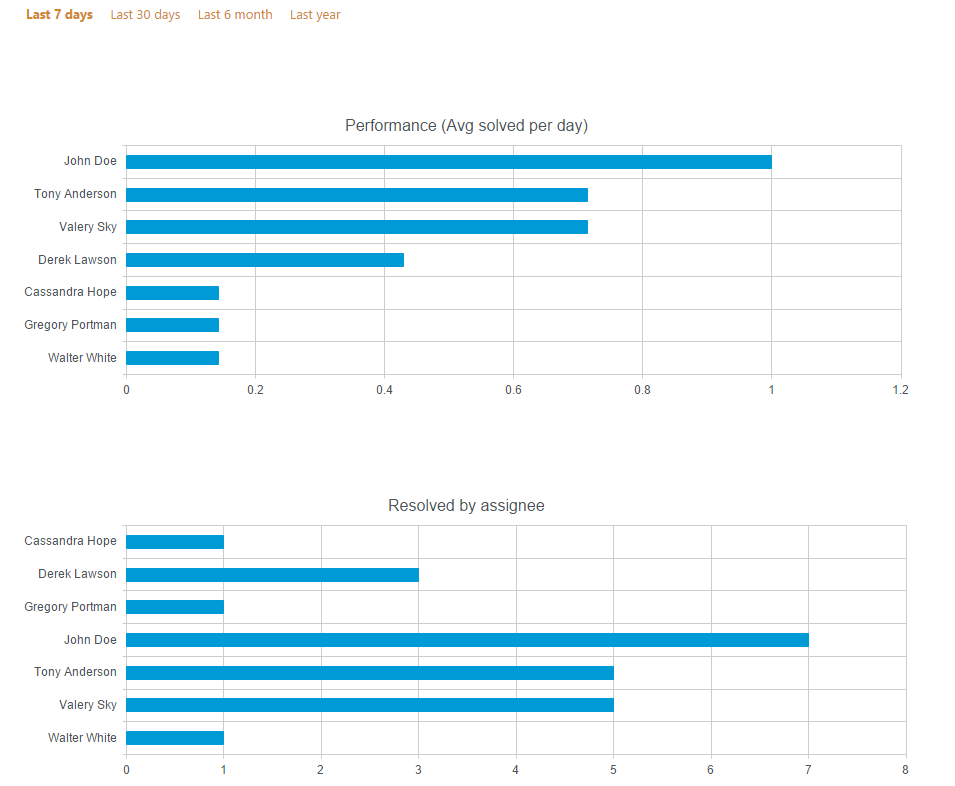 Last 7 days Last 30 days Last 6 month Last year
Performance (Avg solved per day)
John Doe
Tony Anderson
Valery Sky
Derek Lawson
Cassandra Hope
Gregory Portman
Walter White
0 0.2 0.4 0.6 0.8 1 1.2
Resolved by assignee
Cassandra Hope
Derek Lawson
Gregory Portman
John Doe
Tony Anderson
Valery Sky
Walter White
0 1 2 3 4 5 6 7 8